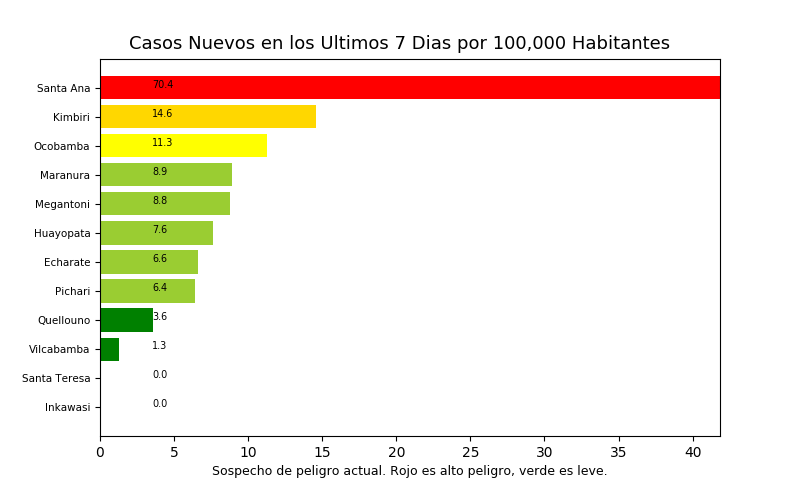 Casos Nuevos en los Ultimos 7 Dias por 100,000 Habitantes
Santa Ana 70.4
Kimbiri 14.6
Ocobamba 11.3
Maranura 8.9
Megantoni 8.8
Huayopata 7.6
Echarate 6.6
Pichari 6.4
Quellouno 3.6
Vilcabamba 1.3
Santa Teresa 0.0
Inkawasi 0.0
0 5 10 15 20 25 30 35 40
Sospecho de peligro actual. Rojo es alto peligro, verde es leve.